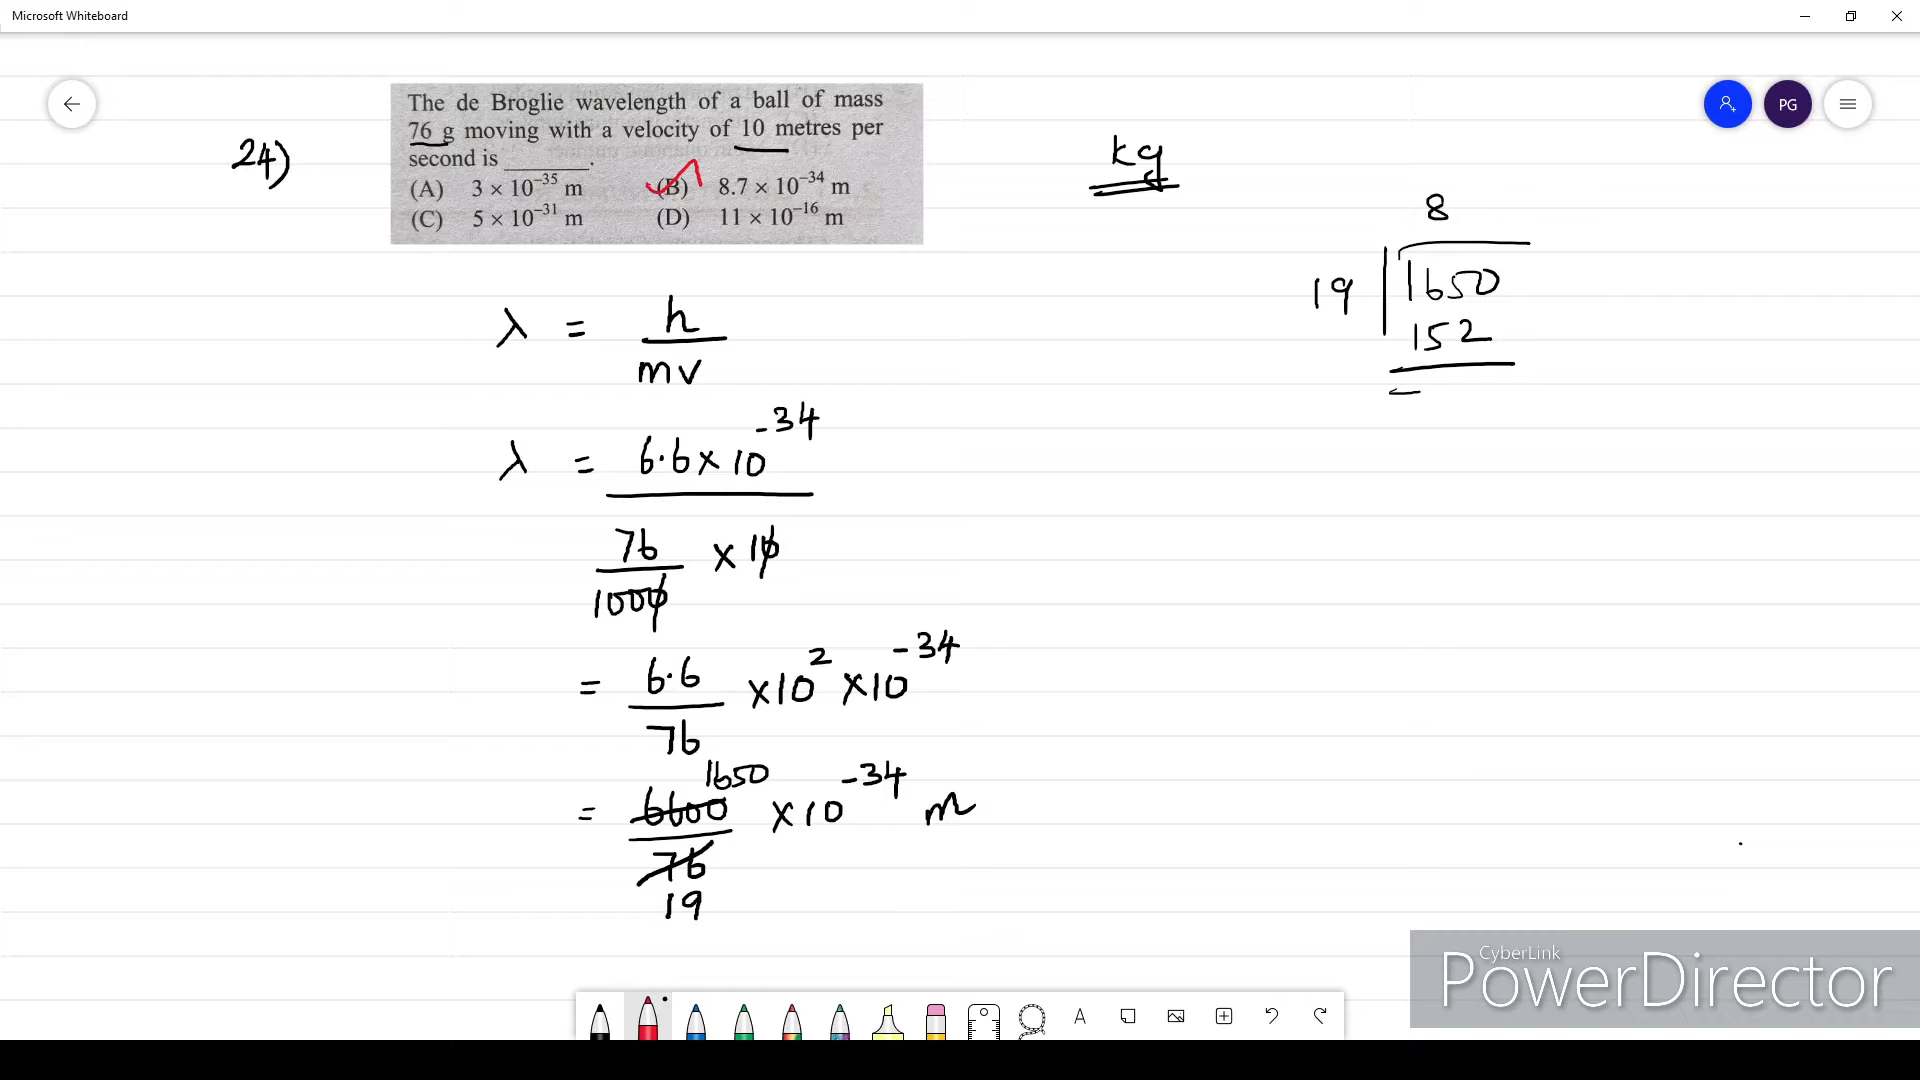 Microsoft Whiteboard
PG
24)
The de Broglie wavelength of a ball of mass
76 g moving with a velocity of 10 metres per
second is ________.
(A) 3 × 10⁻³⁵ m (B) 8.7 × 10⁻³⁴ m
(C) 5 × 10⁻³¹ m (D) 11 × 10⁻¹⁶ m
kg
8
19 | 1650
152
λ = h
mv
λ = 6.6 × 10⁻³⁴
76 × 10
1000
= 6.6 × 10² × 10⁻³⁴
76
1650
= 6600 × 10⁻³⁴ m
76
19
A
CyberLink
PowerDirector